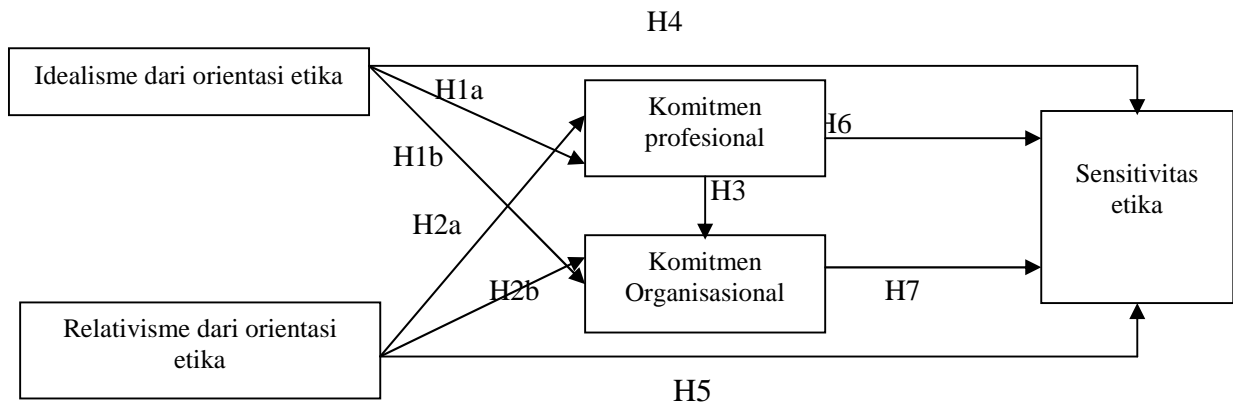 H4
Idealisme dari orientasi etika
H1a
Komitmen
profesional
H6
H1b
Sensitivitas
etika
H3
H2a
Komitmen
Organisasional
H2b
H7
Relativisme dari orientasi
etika
H5